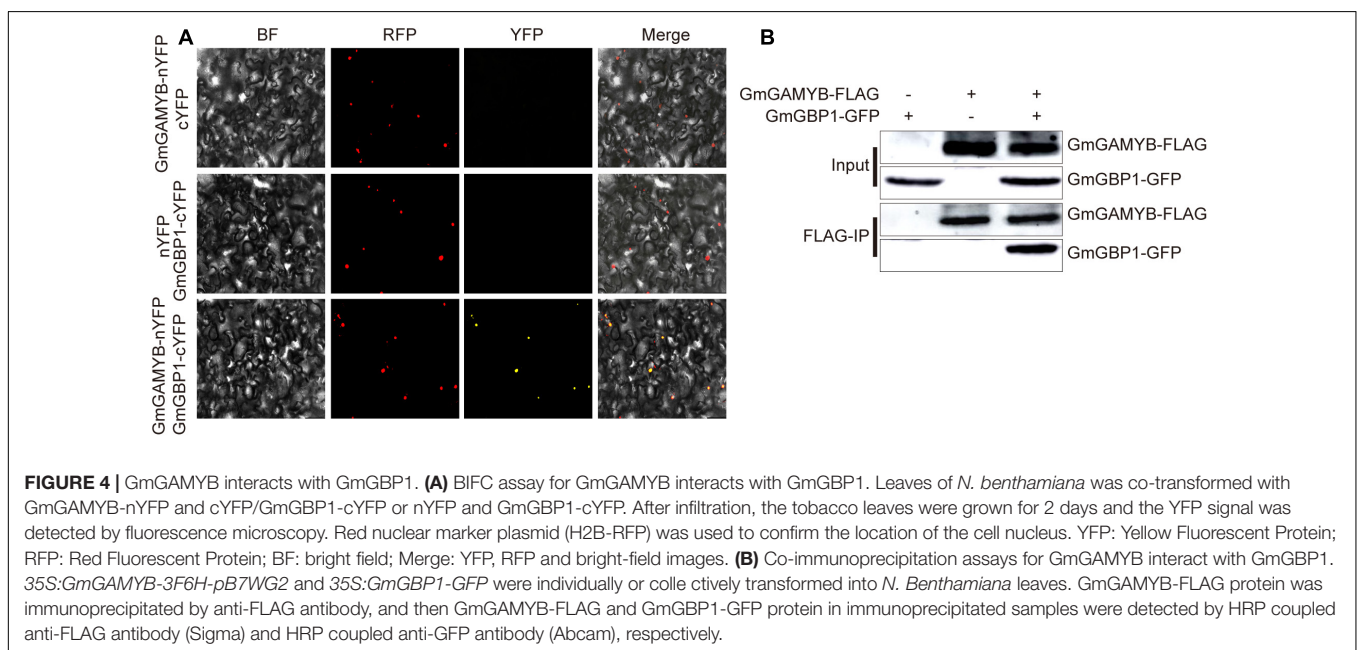 A
BF RFP YFP Merge
GmGAMYB-nYFP
cYFP
nYFP
GmGBP1-cYFP
GmGAMYB-nYFP
GmGBP1-cYFP
B
GmGAMYB-FLAG - + +
GmGBP1-GFP + - +
Input
GmGAMYB-FLAG
GmGBP1-GFP
FLAG-IP
GmGAMYB-FLAG
GmGBP1-GFP
FIGURE 4 | GmGAMYB interacts with GmGBP1. (A) BIFC assay for GmGAMYB interacts with GmGBP1. Leaves of N. benthamiana was co-transformed with
GmGAMYB-nYFP and cYFP/GmGBP1-cYFP or nYFP and GmGBP1-cYFP. After infiltration, the tobacco leaves were grown for 2 days and the YFP signal was
detected by fluorescence microscopy. Red nuclear marker plasmid (H2B-RFP) was used to confirm the location of the cell nucleus. YFP: Yellow Fluorescent Protein;
RFP: Red Fluorescent Protein; BF: bright field; Merge: YFP, RFP and bright-field images. (B) Co-immunoprecipitation assays for GmGAMYB interact with GmGBP1.
35S:GmGAMYB-3F6H-pB7WG2 and 35S:GmGBP1-GFP were individually or colle ctively transformed into N. Benthamiana leaves. GmGAMYB-FLAG protein was
immunoprecipitated by anti-FLAG antibody, and then GmGAMYB-FLAG and GmGBP1-GFP protein in immunoprecipitated samples were detected by HRP coupled
anti-FLAG antibody (Sigma) and HRP coupled anti-GFP antibody (Abcam), respectively.